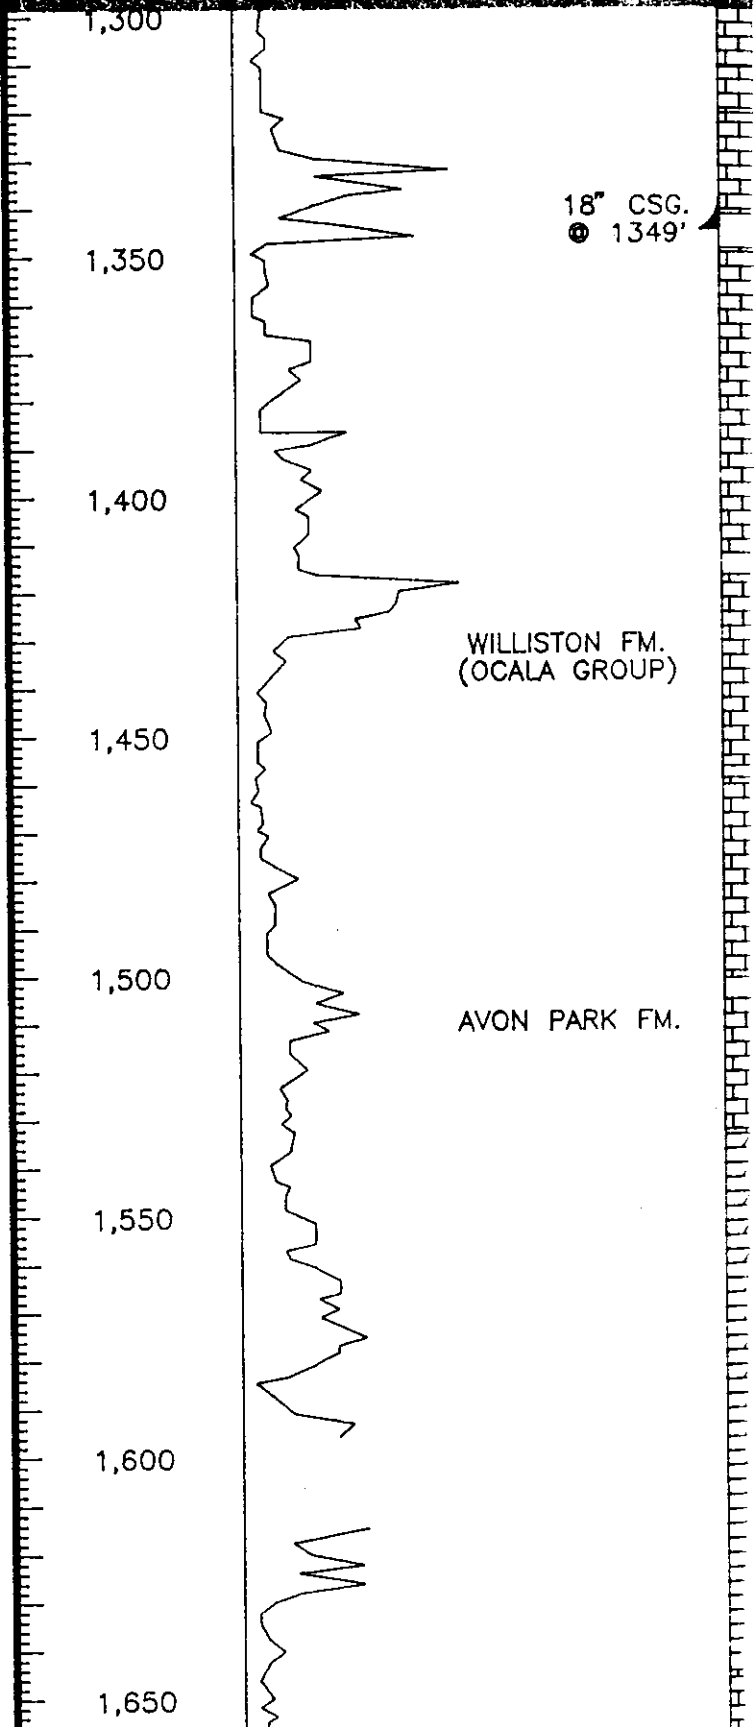 1,300
18" CSG.
@ 1349'
1,350
1,400
WILLISTON FM.
(OCALA GROUP)
1,450
1,500
AVON PARK FM.
1,550
1,600
1,650